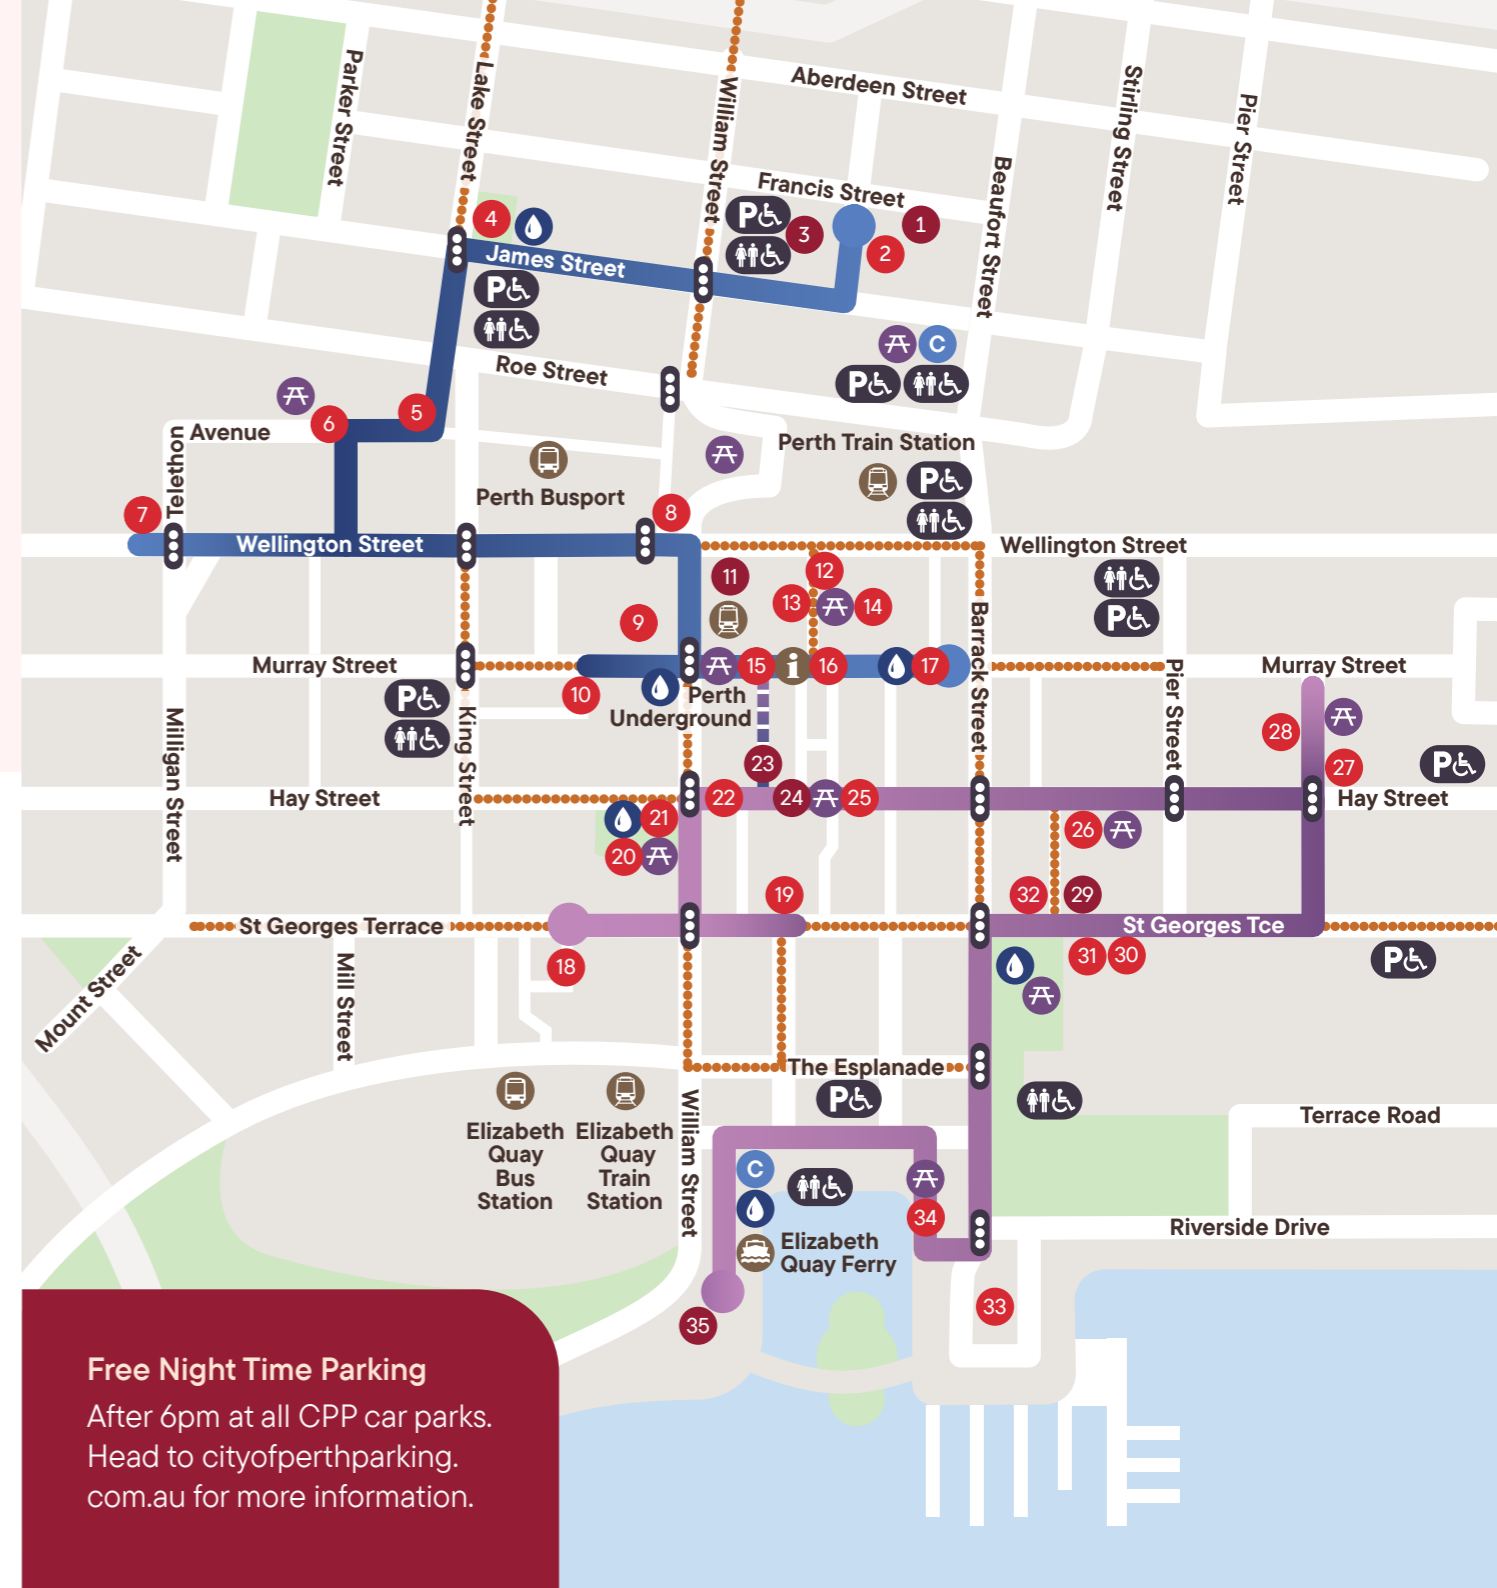 Parker Street
Lake Street
William Street
Aberdeen Street
Stirling Street
Pier Street
Beaufort Street
Francis Street
P
3
1
2
4
James Street
P
Roe Street
C
P
5
6
Avenue
Telethon
Perth Train Station
P
Perth Busport
7
8
Wellington Street
Wellington Street
11
12
13
14
P
9
Murray Street
15
i
16
17
Barrack Street
Murray Street
Pier Street
10
Perth
Underground
P
King Street
Milligan Street
28
27
P
23
Hay Street
22
24
25
Hay Street
21
20
26
19
32
29
St Georges Terrace
St Georges Tce
18
31
30
P
Mount Street
Mill Street
The Esplanade
P
Elizabeth
Quay
Bus
Station
Elizabeth
Quay
Train
Station
William Street
Terrace Road
C
34
Riverside Drive
Elizabeth
Quay Ferry
33
35
Free Night Time Parking
After 6pm at all CPP car parks.
Head to cityofperthparking.
com.au for more information.